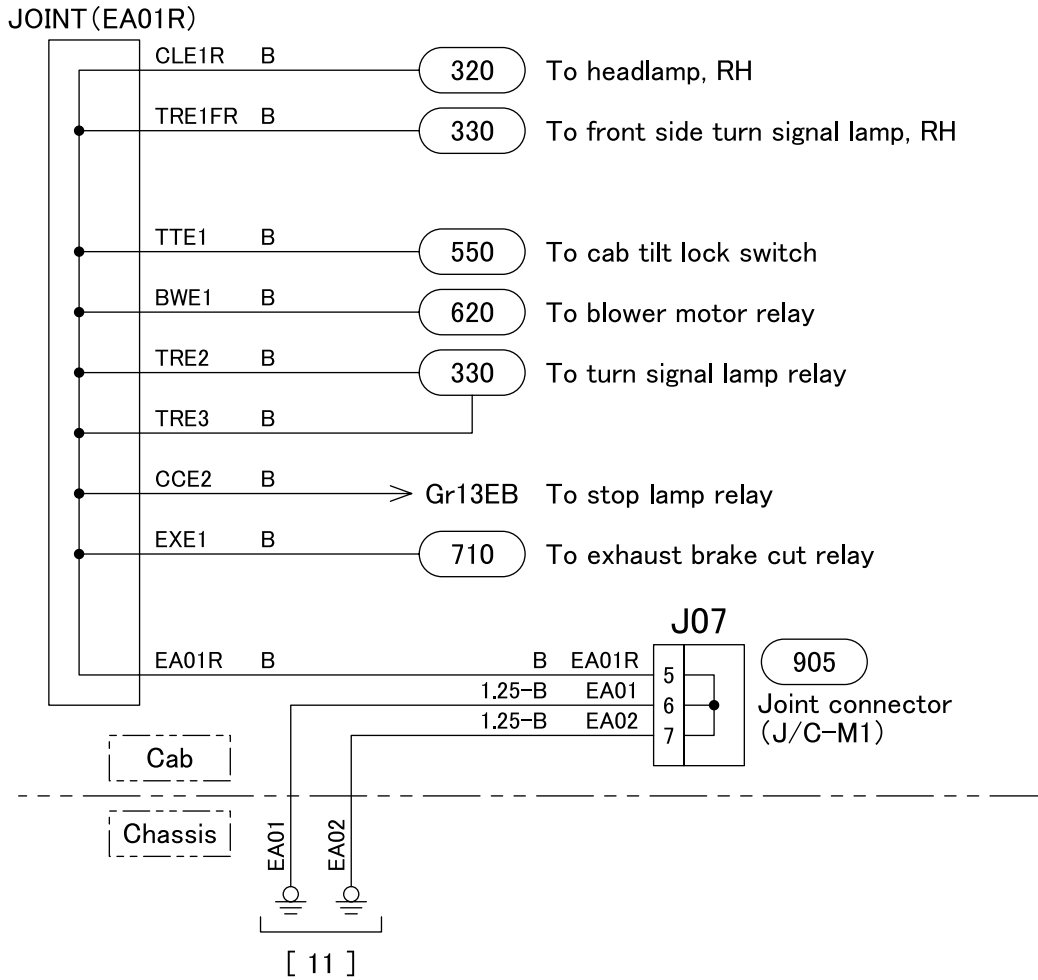 JOINT(EA01R)
CLE1R B 320 To headlamp, RH
TRE1FR B 330 To front side turn signal lamp, RH
TTE1 B 550 To cab tilt lock switch
BWE1 B 620 To blower motor relay
TRE2 B 330 To turn signal lamp relay
TRE3 B
CCE2 B Gr13EB To stop lamp relay
EXE1 B 710 To exhaust brake cut relay
J07
EA01R B B EA01R 5 905
1.25-B EA01 6 Joint connector
1.25-B EA02 7 (J/C-M1)
Cab
Chassis
EA01 EA02
[ 11 ]